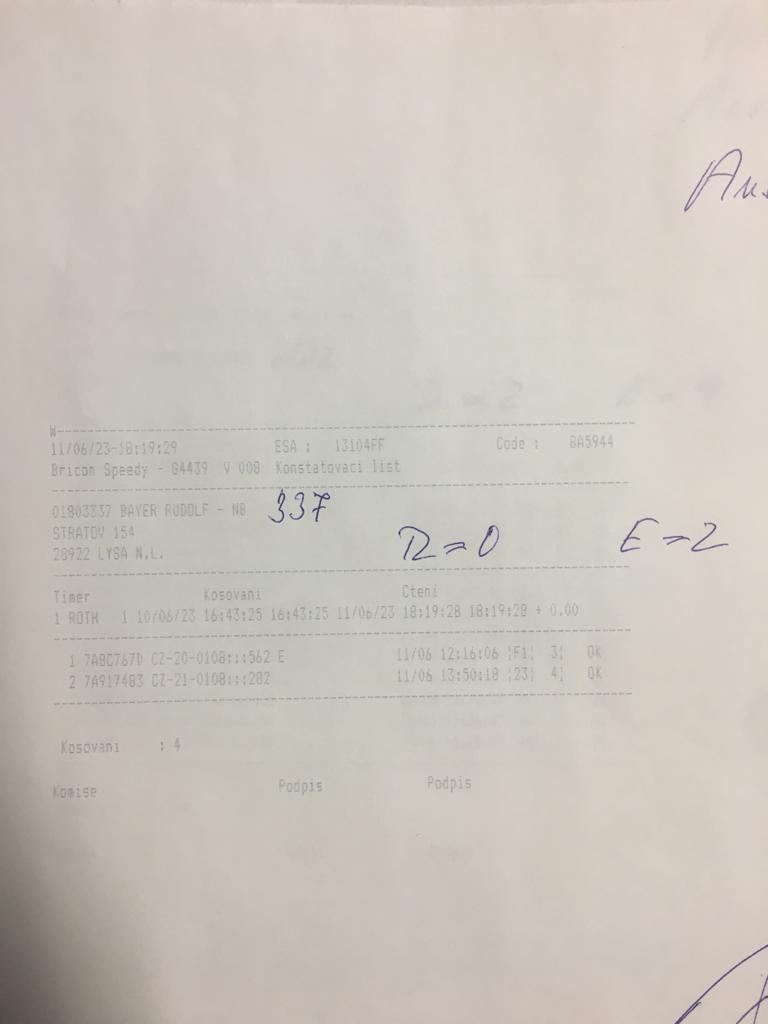 W--------------------------------------------------------------------------------
11/06/23-18:19:29 ESA : 13104FF Code : 8A5944
Bricon Speedy - G4439 V 008 Konstatovaci list
--------------------------------------------------------------------------------
01803337 BAYER RUDOLF - NB 337
STRATOV 154
28922 LYSA N.L. R=0 E=2
--------------------------------------------------------------------------------
Timer Kosovani Cteni
1 ROTH 1 10/06/23 16:43:25 16:43:25 11/06/23 18:19:28 18:19:28 + 0.00
--------------------------------------------------------------------------------
1 7ABC767D CZ-20-0108:::562 E 11/06 12:16:06 ¦F1¦ 3¦ OK
2 7A917483 CZ-21-0108:::282 11/06 13:50:18 ¦23¦ 4¦ OK
--------------------------------------------------------------------------------
Kosovani : 4
Komise Podpis Podpis